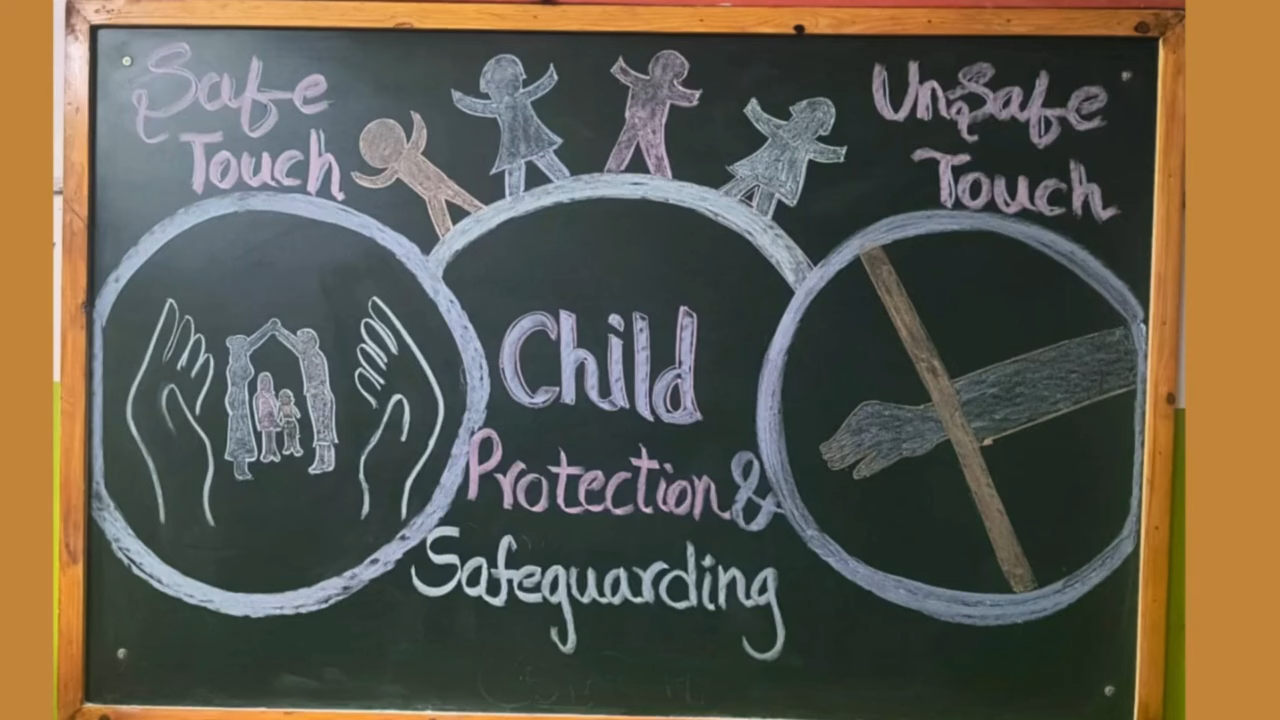 Safe
Touch
UnSafe
Touch
Child
Protection &
Safeguarding